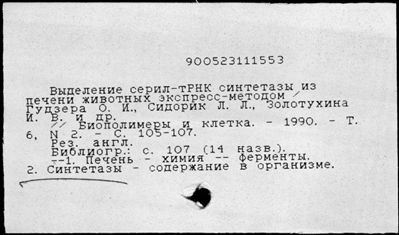 900523111553
Выделение серил-тРНК синтетазы из
печени животных экспресс-методом /
Гудзера О. И., Сидорик Л. Л., Золотухина
И. В. и др.
// Биополимеры и клетка. - 1990. - Т.
6, N 2. - С. 105-107.
Рез. англ.
Библиогр.: с. 107 (14 назв.).
--1. Печень - химия -- ферменты.
2. Синтетазы - содержание в организме.